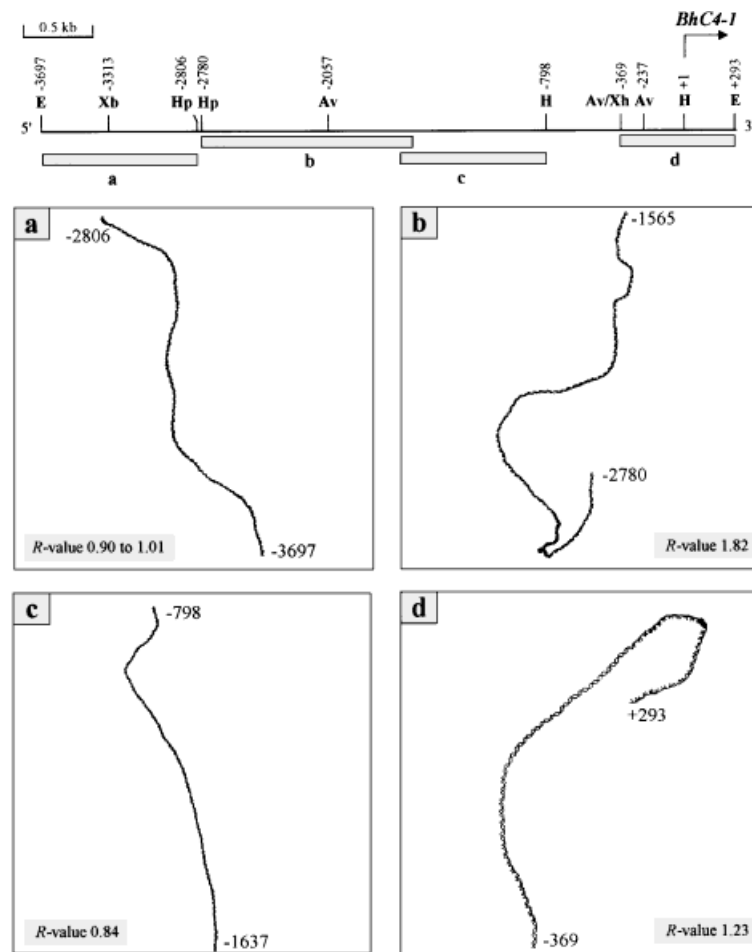 BhC4-1
0.5 kb
-3697 -3313 -2806 -2780 -2057 -798 -369 -237 +1 +293
E Xb Hp Hp Av H Av/Xh Av H E
5' 3'
a b c d
a
-2806
-3697
R-value 0.90 to 1.01
b
-1565
-2780
R-value 1.82
c
-798
-1637
R-value 0.84
d
+293
-369
R-value 1.23